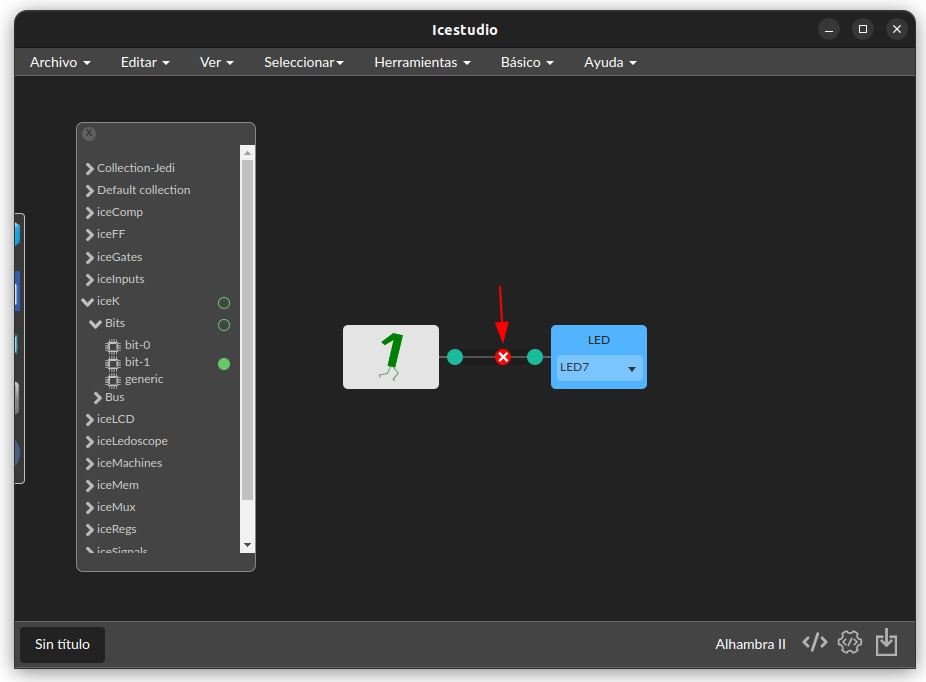 Icestudio
Archivo Editar Ver Seleccionar Herramientas Básico Ayuda
X
Collection-Jedi
Default collection
iceComp
iceFF
iceGates
iceInputs
iceK
Bits
bit-0
bit-1
generic
Bus
iceLCD
iceLedoscope
iceMachines
iceMem
iceMux
iceRegs
iceSignals
1
LED
LED7
Sin título
Alhambra II